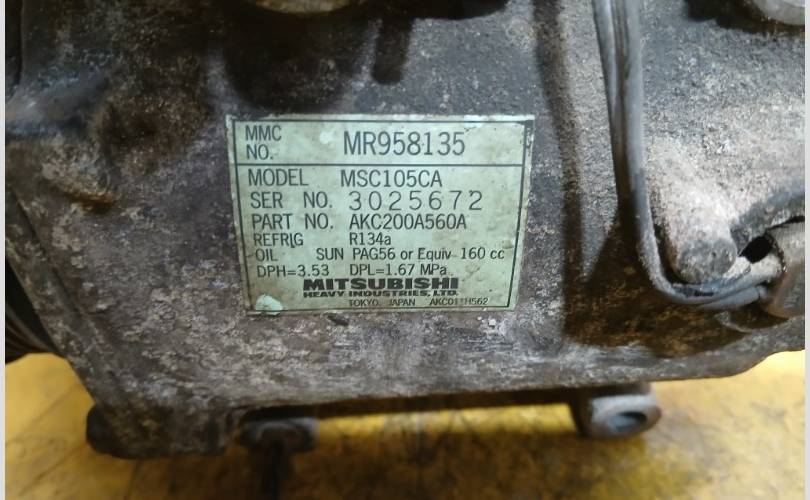 MMC NO. MR958135
MODEL MSC105CA
SER NO. 3025672
PART NO. AKC200A560A
REFRIG R134a
OIL SUN PAG56 or Equiv 160 cc
DPH=3.53 DPL=1.67 MPa
MITSUBISHI
HEAVY INDUSTRIES, LTD.
TOKYO, JAPAN